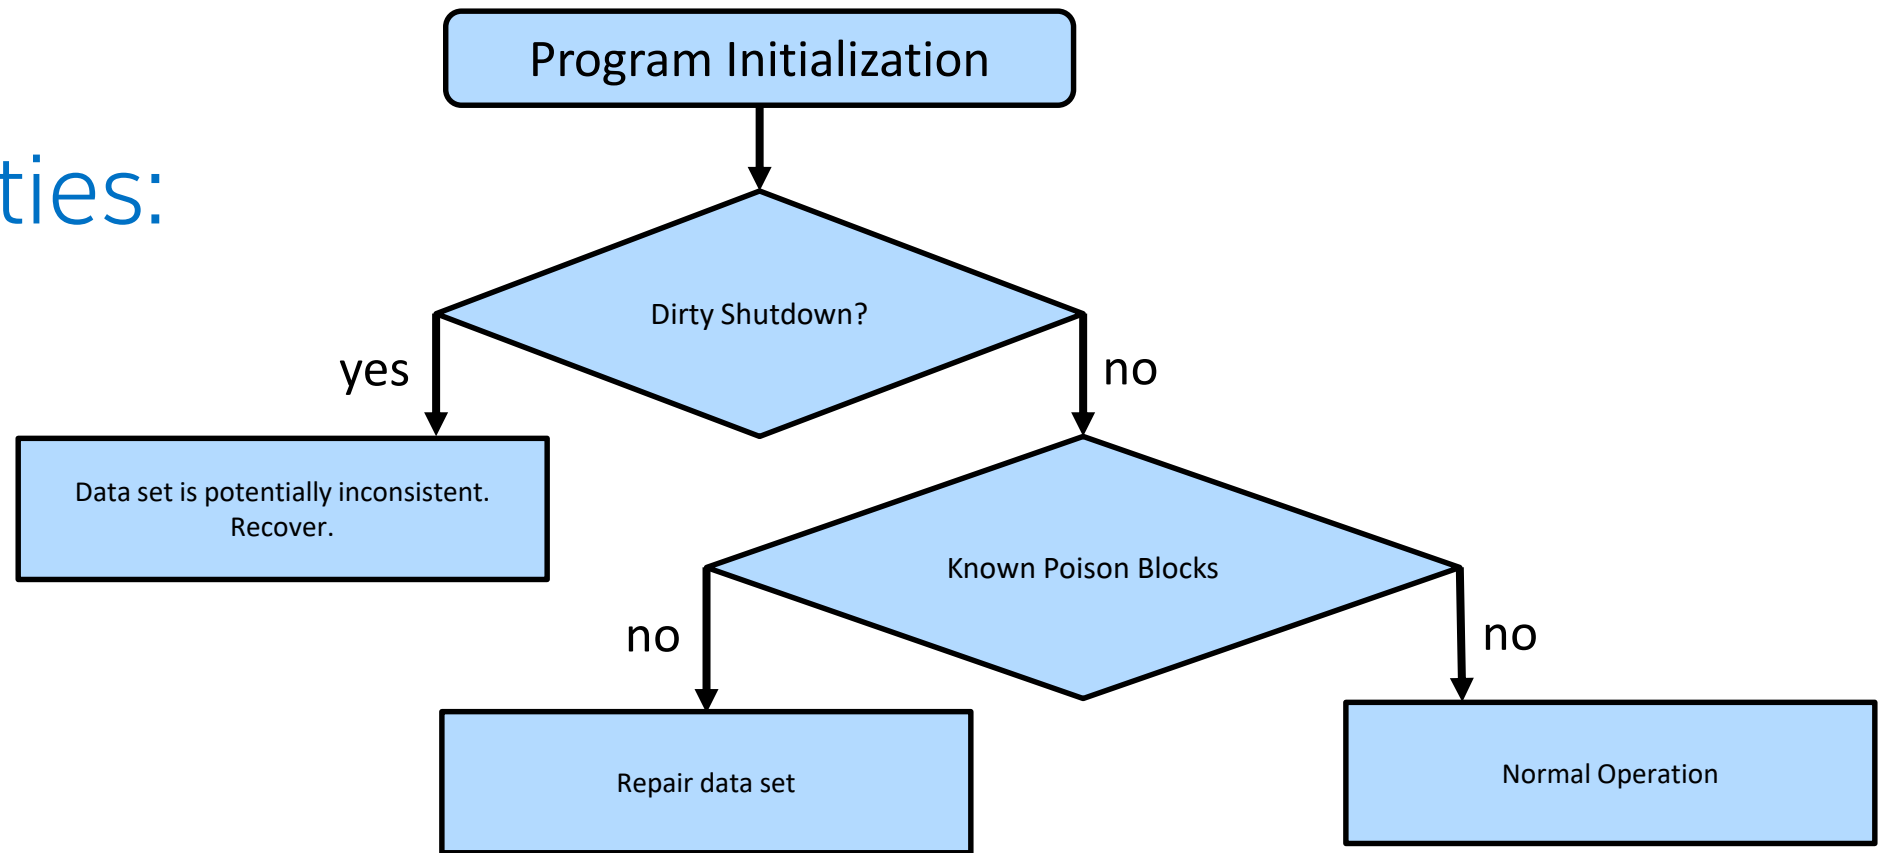 Program Initialization
ties:
Dirty Shutdown?
yes
no
Data set is potentially inconsistent.
Recover.
Known Poison Blocks
no
no
Repair data set
Normal Operation